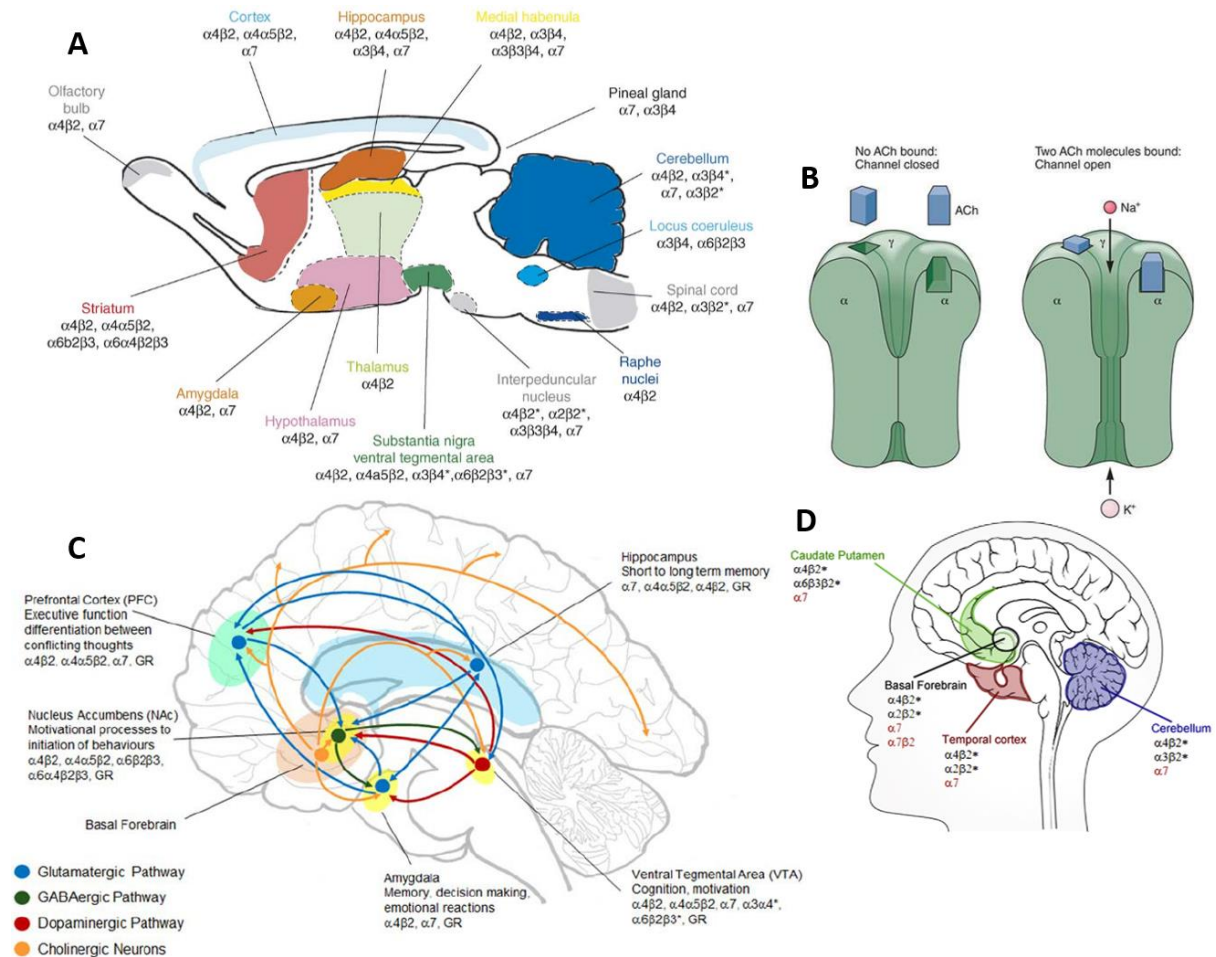 A
Cortex
α4β2, α4α5β2,
α7
Hippocampus
α4β2, α4α5β2,
α3β4, α7
Medial habenula
α4β2, α3β4,
α3β3β4, α7
Olfactory
bulb
α4β2, α7
Pineal gland
α7, α3β4
Cerebellum
α4β2, α3β4*,
α7, α3β2*
Locus coeruleus
α3β4, α6β2β3
Spinal cord
α4β2, α3β2*, α7
Striatum
α4β2, α4α5β2,
α6b2β3, α6α4β2β3
Amygdala
α4β2, α7
Hypothalamus
α4β2, α7
Thalamus
α4β2
Substantia nigra
ventral tegmental area
α4β2, α4a5β2, α3β4*,α6β2β3*, α7
Interpeduncular
nucleus
α4β2*, α2β2*,
α3β3β4, α7
Raphe
nuclei
α4β2
B
No ACh bound:
Channel closed
Two ACh molecules bound:
Channel open
ACh
Na⁺
γ
α
α
γ
α
α
K⁺
C
Prefrontal Cortex (PFC)
Executive function
differentiation between
conflicting thoughts
α4β2, α4α5β2, α7, GR
Nucleus Accumbens (NAc)
Motivational processes to
initiation of behaviours
α4β2, α4α5β2, α6β2β3,
α6α4β2β3, GR
Basal Forebrain
Hippocampus
Short to long term memory
α7, α4α5β2, α4β2, GR
Amygdala
Memory, decision making,
emotional reactions
α4β2, α7, GR
Ventral Tegmental Area (VTA)
Cognition, motivation
α4β2, α4α5β2, α7, α3α4*,
α6β2β3*, GR
Glutamatergic Pathway
GABAergic Pathway
Dopaminergic Pathway
Cholinergic Neurons
D
Caudate Putamen
α4β2*
α6β3β2*
α7
Basal Forebrain
α4β2*
α2β2*
α7
α7β2
Temporal cortex
α4β2*
α2β2*
α7
Cerebellum
α4β2*
α3β2*
α7